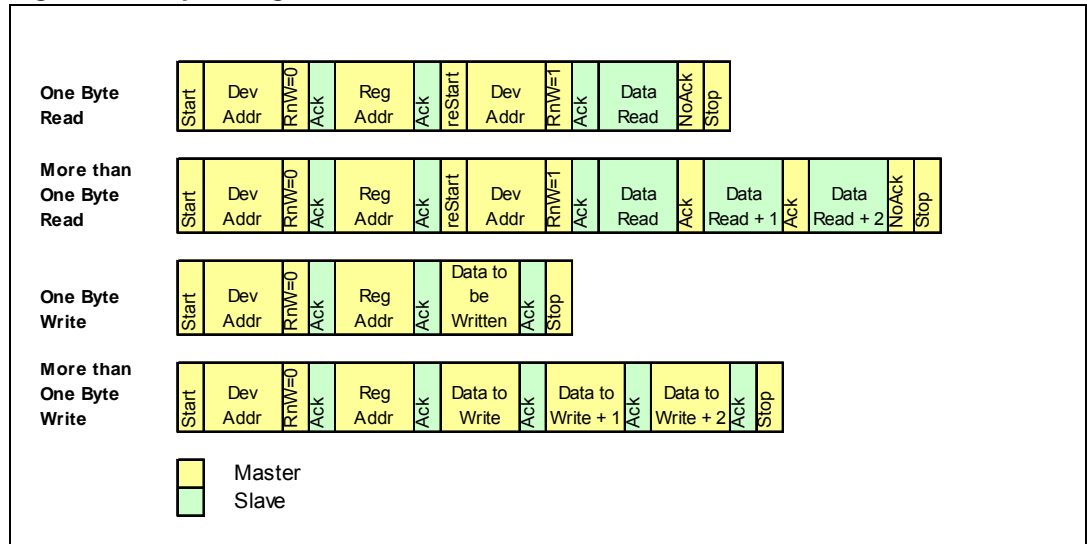 One Byte
Read
Start
Dev
Addr
RnW=0
Ack
Reg
Addr
Ack
reStart
Dev
Addr
RnW=1
Ack
Data
Read
NoAck
Stop
More than
One Byte
Read
Start
Dev
Addr
RnW=0
Ack
Reg
Addr
Ack
reStart
Dev
Addr
RnW=1
Ack
Data
Read
Ack
Data
Read + 1
Ack
Data
Read + 2
NoAck
Stop
One Byte
Write
Start
Dev
Addr
RnW=0
Ack
Reg
Addr
Ack
Data to
be
Written
Ack
Stop
More than
One Byte
Write
Start
Dev
Addr
RnW=0
Ack
Reg
Addr
Ack
Data to
Write
Ack
Data to
Write + 1
Ack
Data to
Write + 2
Ack
Stop
Master
Slave